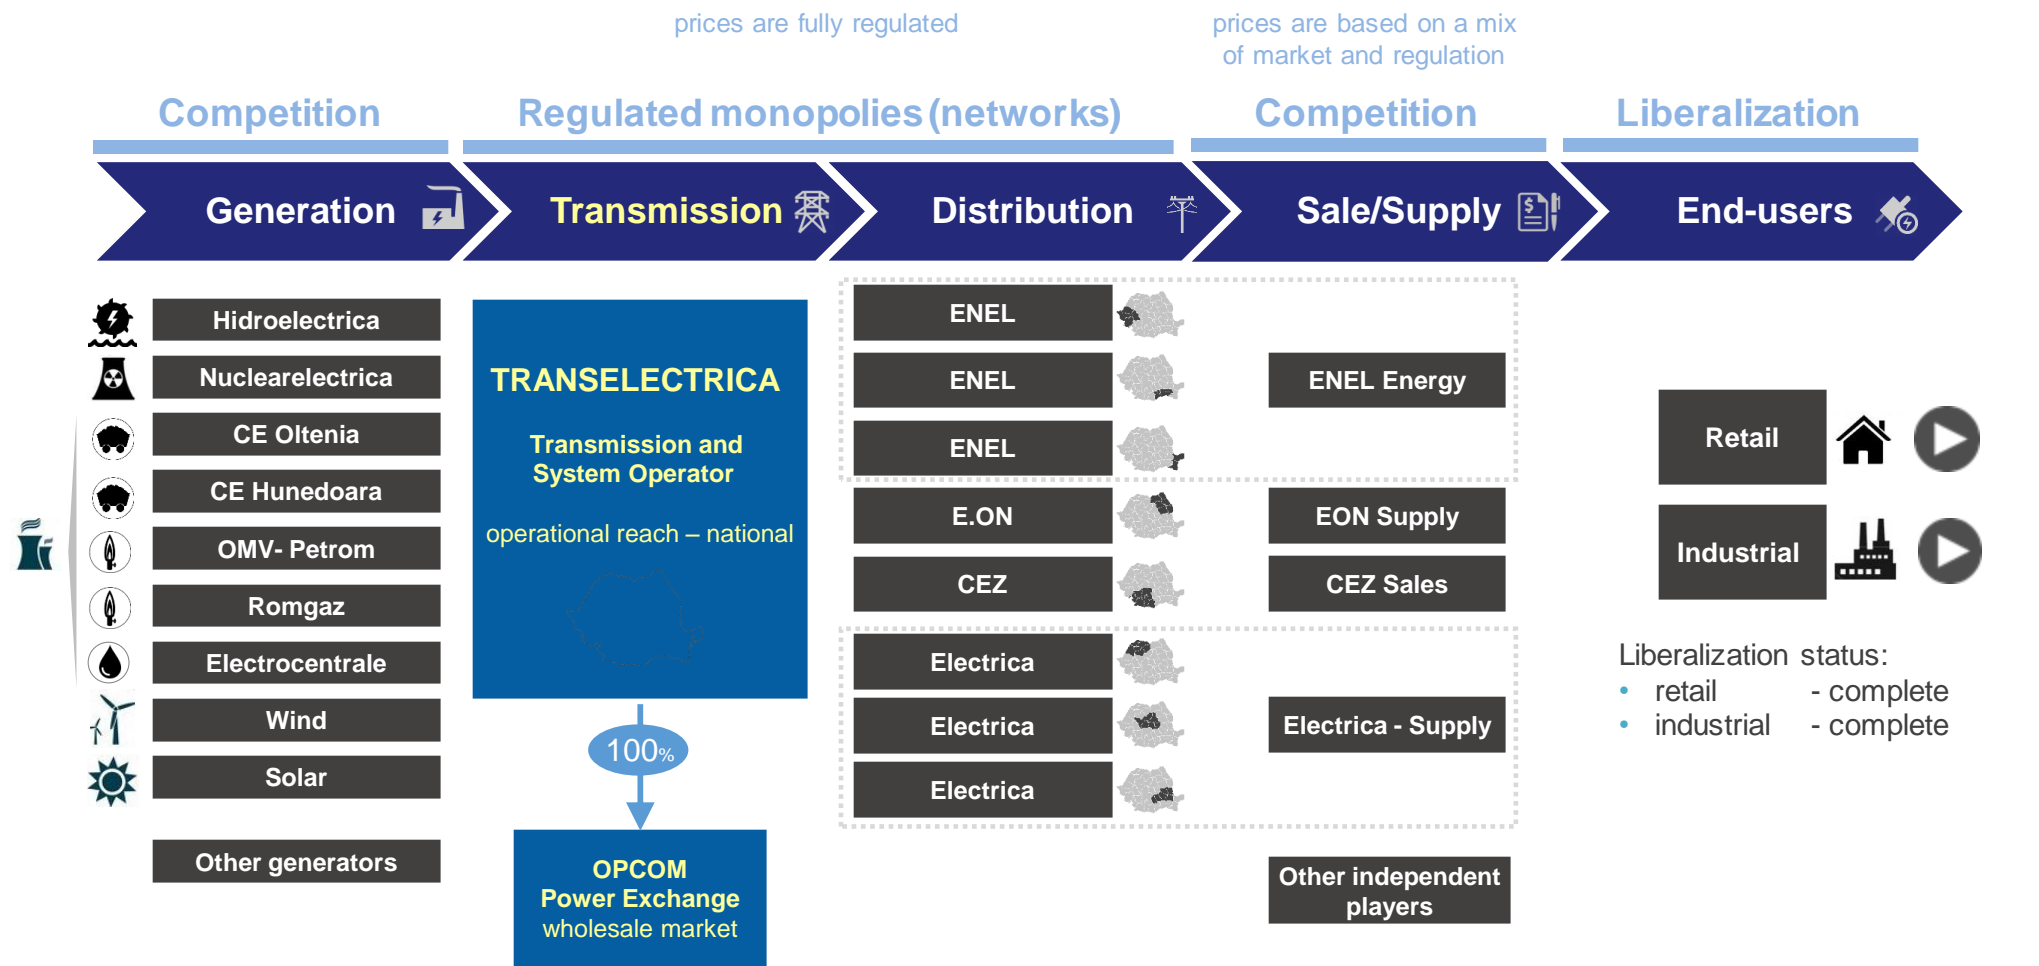 prices are fully regulated
prices are based on a mix
of market and regulation
Competition
Regulated monopolies (networks)
Competition
Liberalization
Generation
Transmission
Distribution
Sale/Supply
End-users
Hidroelectrica
Nuclearelectrica
CE Oltenia
CE Hunedoara
OMV- Petrom
Romgaz
Electrocentrale
Wind
Solar
Other generators
TRANSELECTRICA
Transmission and
System Operator
operational reach – national
100%
OPCOM
Power Exchange
wholesale market
ENEL
ENEL
ENEL
E.ON
CEZ
Electrica
Electrica
Electrica
ENEL Energy
EON Supply
CEZ Sales
Electrica - Supply
Other independent
players
Retail
Industrial
Liberalization status:
• retail - complete
• industrial - complete